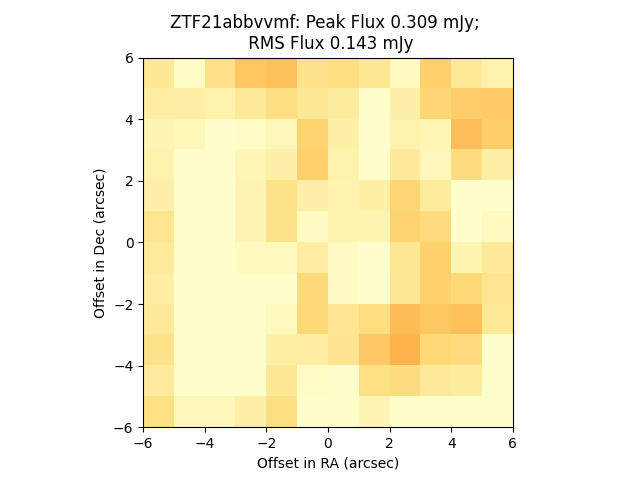 ZTF21abbvvmf: Peak Flux 0.309 mJy;
RMS Flux 0.143 mJy
6
4
2
0
−2
−4
−6
Offset in Dec (arcsec)
−6 −4 −2 0 2 4 6
Offset in RA (arcsec)